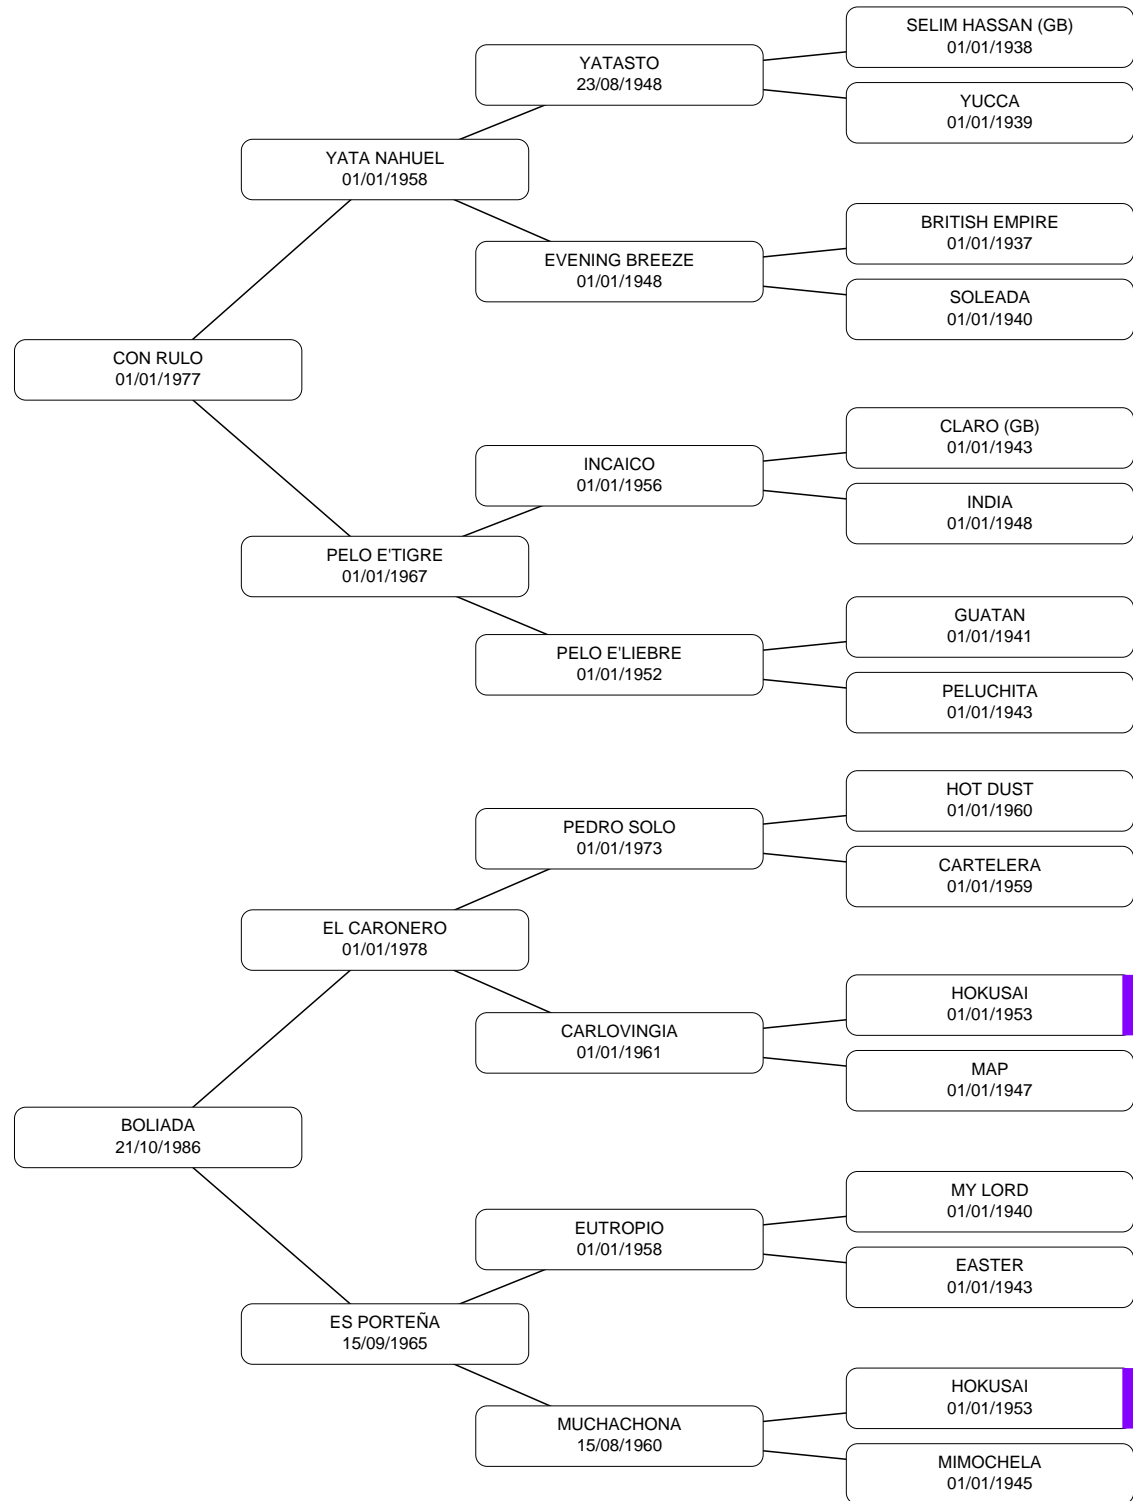 SELIM HASSAN (GB)
01/01/1938
YATASTO
23/08/1948
YUCCA
01/01/1939
YATA NAHUEL
01/01/1958
BRITISH EMPIRE
01/01/1937
EVENING BREEZE
01/01/1948
SOLEADA
01/01/1940
CON RULO
01/01/1977
CLARO (GB)
01/01/1943
INCAICO
01/01/1956
INDIA
01/01/1948
PELO E'TIGRE
01/01/1967
GUATAN
01/01/1941
PELO E'LIEBRE
01/01/1952
PELUCHITA
01/01/1943
HOT DUST
01/01/1960
PEDRO SOLO
01/01/1973
CARTELERA
01/01/1959
EL CARONERO
01/01/1978
HOKUSAI
01/01/1953
CARLOVINGIA
01/01/1961
MAP
01/01/1947
BOLIADA
21/10/1986
MY LORD
01/01/1940
EUTROPIO
01/01/1958
EASTER
01/01/1943
ES PORTEÑA
15/09/1965
HOKUSAI
01/01/1953
MUCHACHONA
15/08/1960
MIMOCHELA
01/01/1945